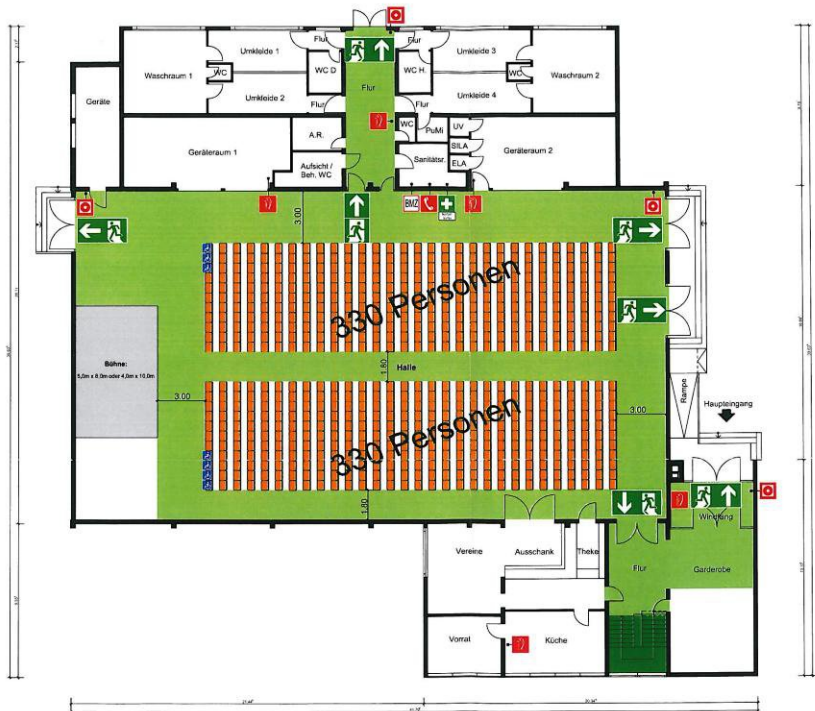 Umkleide 1
Flur
Flur
Umkleide 3
Waschraum 1
WC
WC D
Flur
WC H.
WC
Waschraum 2
Geräte
Umkleide 2
Flur
Flur
Umkleide 4
A.R.
WC
PuMi
UV
SILA
ELA
Geräteraum 1
Aufsicht /
Beh. WC
Sanitätsr.
Geräteraum 2
BMZ
3.00
330 Personen
Bühne:
5,0m x 8,0m oder 4,0m x 10,0m
Halle
1.80
3.00
3.00
Rampe
Haupteingang
330 Personen
1.80
Windfang
Vereine
Ausschank
Theke
Flur
Garderobe
Vorrat
Küche